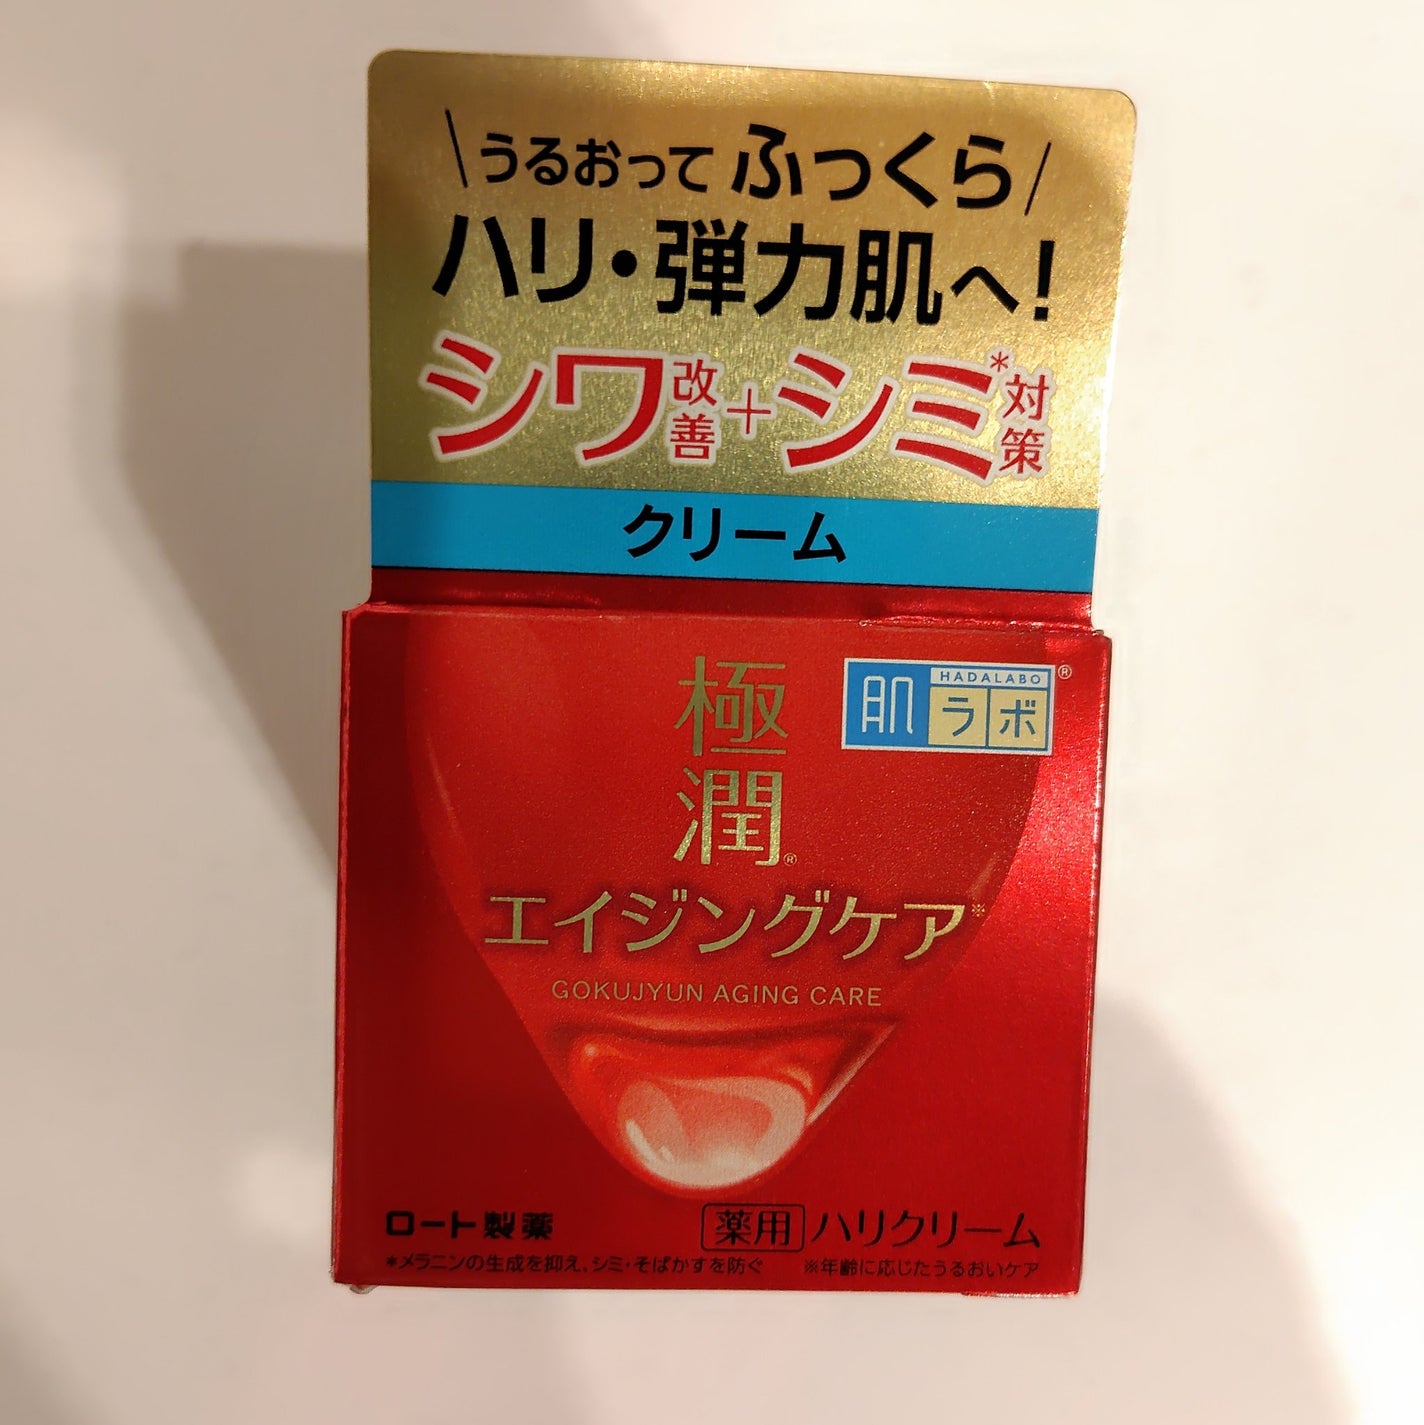 \うるおって ふっくら/
ハリ・弾力肌へ!
シワ改善+シミ*対策
クリーム
極潤®
肌ラボ®
HADALABO
エイジングケア※
GOKUJYUN AGING CARE
ロート製薬
薬用 ハリクリーム
*メラニンの生成を抑え、シミ・そばかすを防ぐ ※年齢に応じたうるおいケア